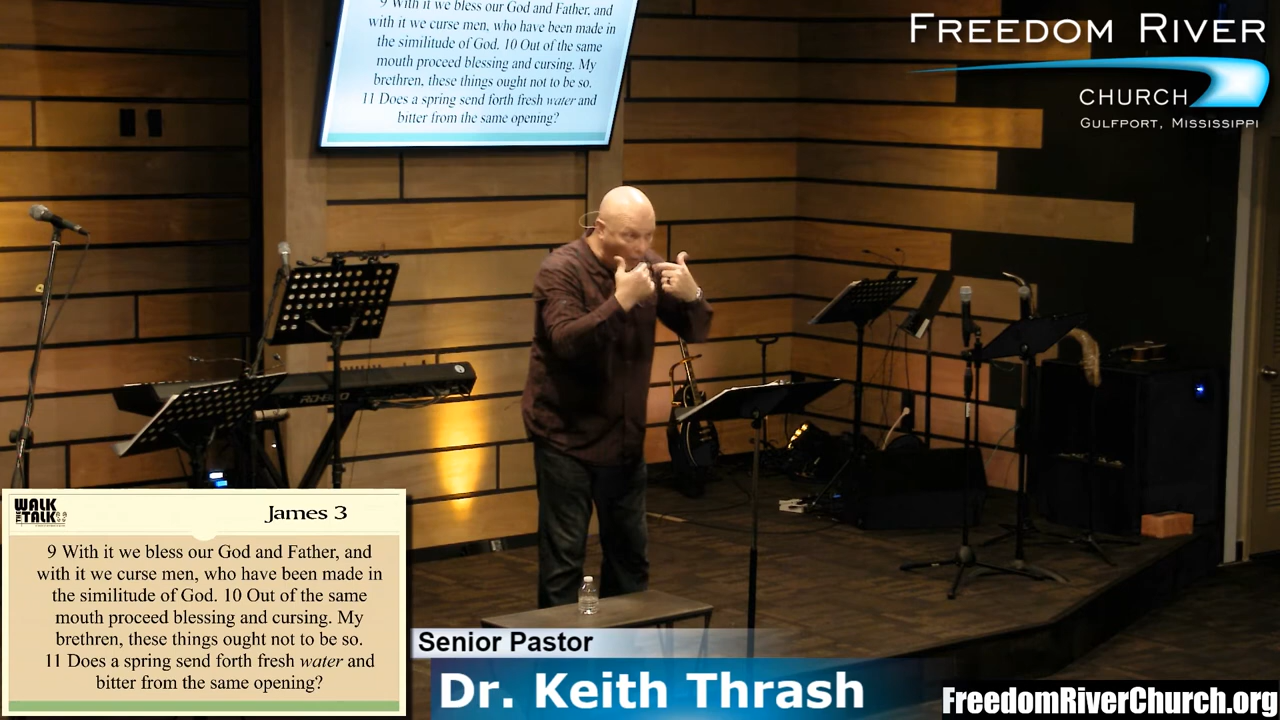 9 With it we bless our God and Father, and
with it we curse men, who have been made in
the similitude of God. 10 Out of the same
mouth proceed blessing and cursing. My
brethren, these things ought not to be so.
11 Does a spring send forth fresh water and
bitter from the same opening?
FREEDOM RIVER
CHURCH
GULFPORT, MISSISSIPPI
WALK
THE
TALK
James 3
9 With it we bless our God and Father, and
with it we curse men, who have been made in
the similitude of God. 10 Out of the same
mouth proceed blessing and cursing. My
brethren, these things ought not to be so.
11 Does a spring send forth fresh water and
bitter from the same opening?
Senior Pastor
Dr. Keith Thrash
FreedomRiverChurch.org